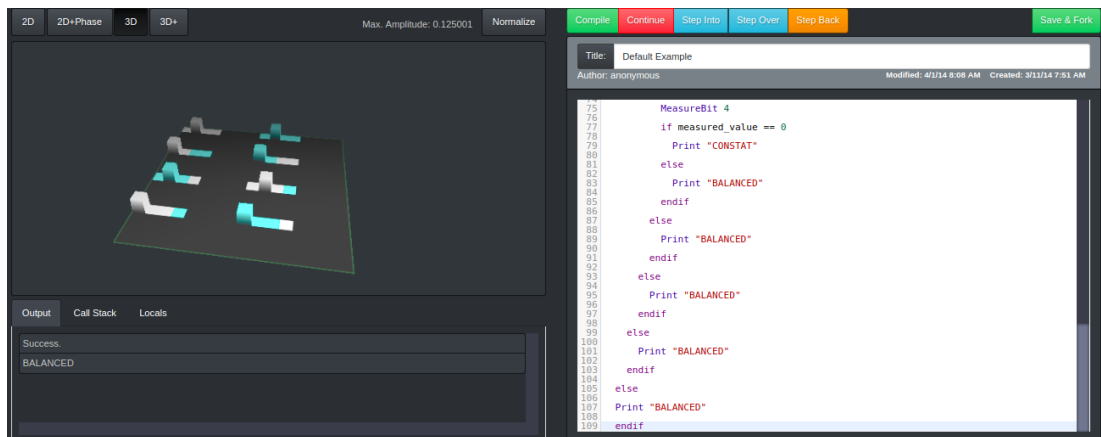 2D 2D+Phase 3D 3D+ Max. Amplitude: 0.125001 Normalize
Output Call Stack Locals
Success.
BALANCED
Compile Continue Step Into Step Over Step Back Save & Fork
Title: Default Example
Author: anonymous Modified: 4/1/14 8:08 AM Created: 3/11/14 7:51 AM
74
75 MeasureBit 4
76
77 if measured_value == 0
78
79 Print "CONSTAT"
80
81 else
82
83 Print "BALANCED"
84
85 endif
86
87 else
88
89 Print "BALANCED"
90
91 endif
92
93 else
94
95 Print "BALANCED"
96
97 endif
98
99 else
100
101 Print "BALANCED"
102
103 endif
104
105 else
106
107 Print "BALANCED"
108
109 endif